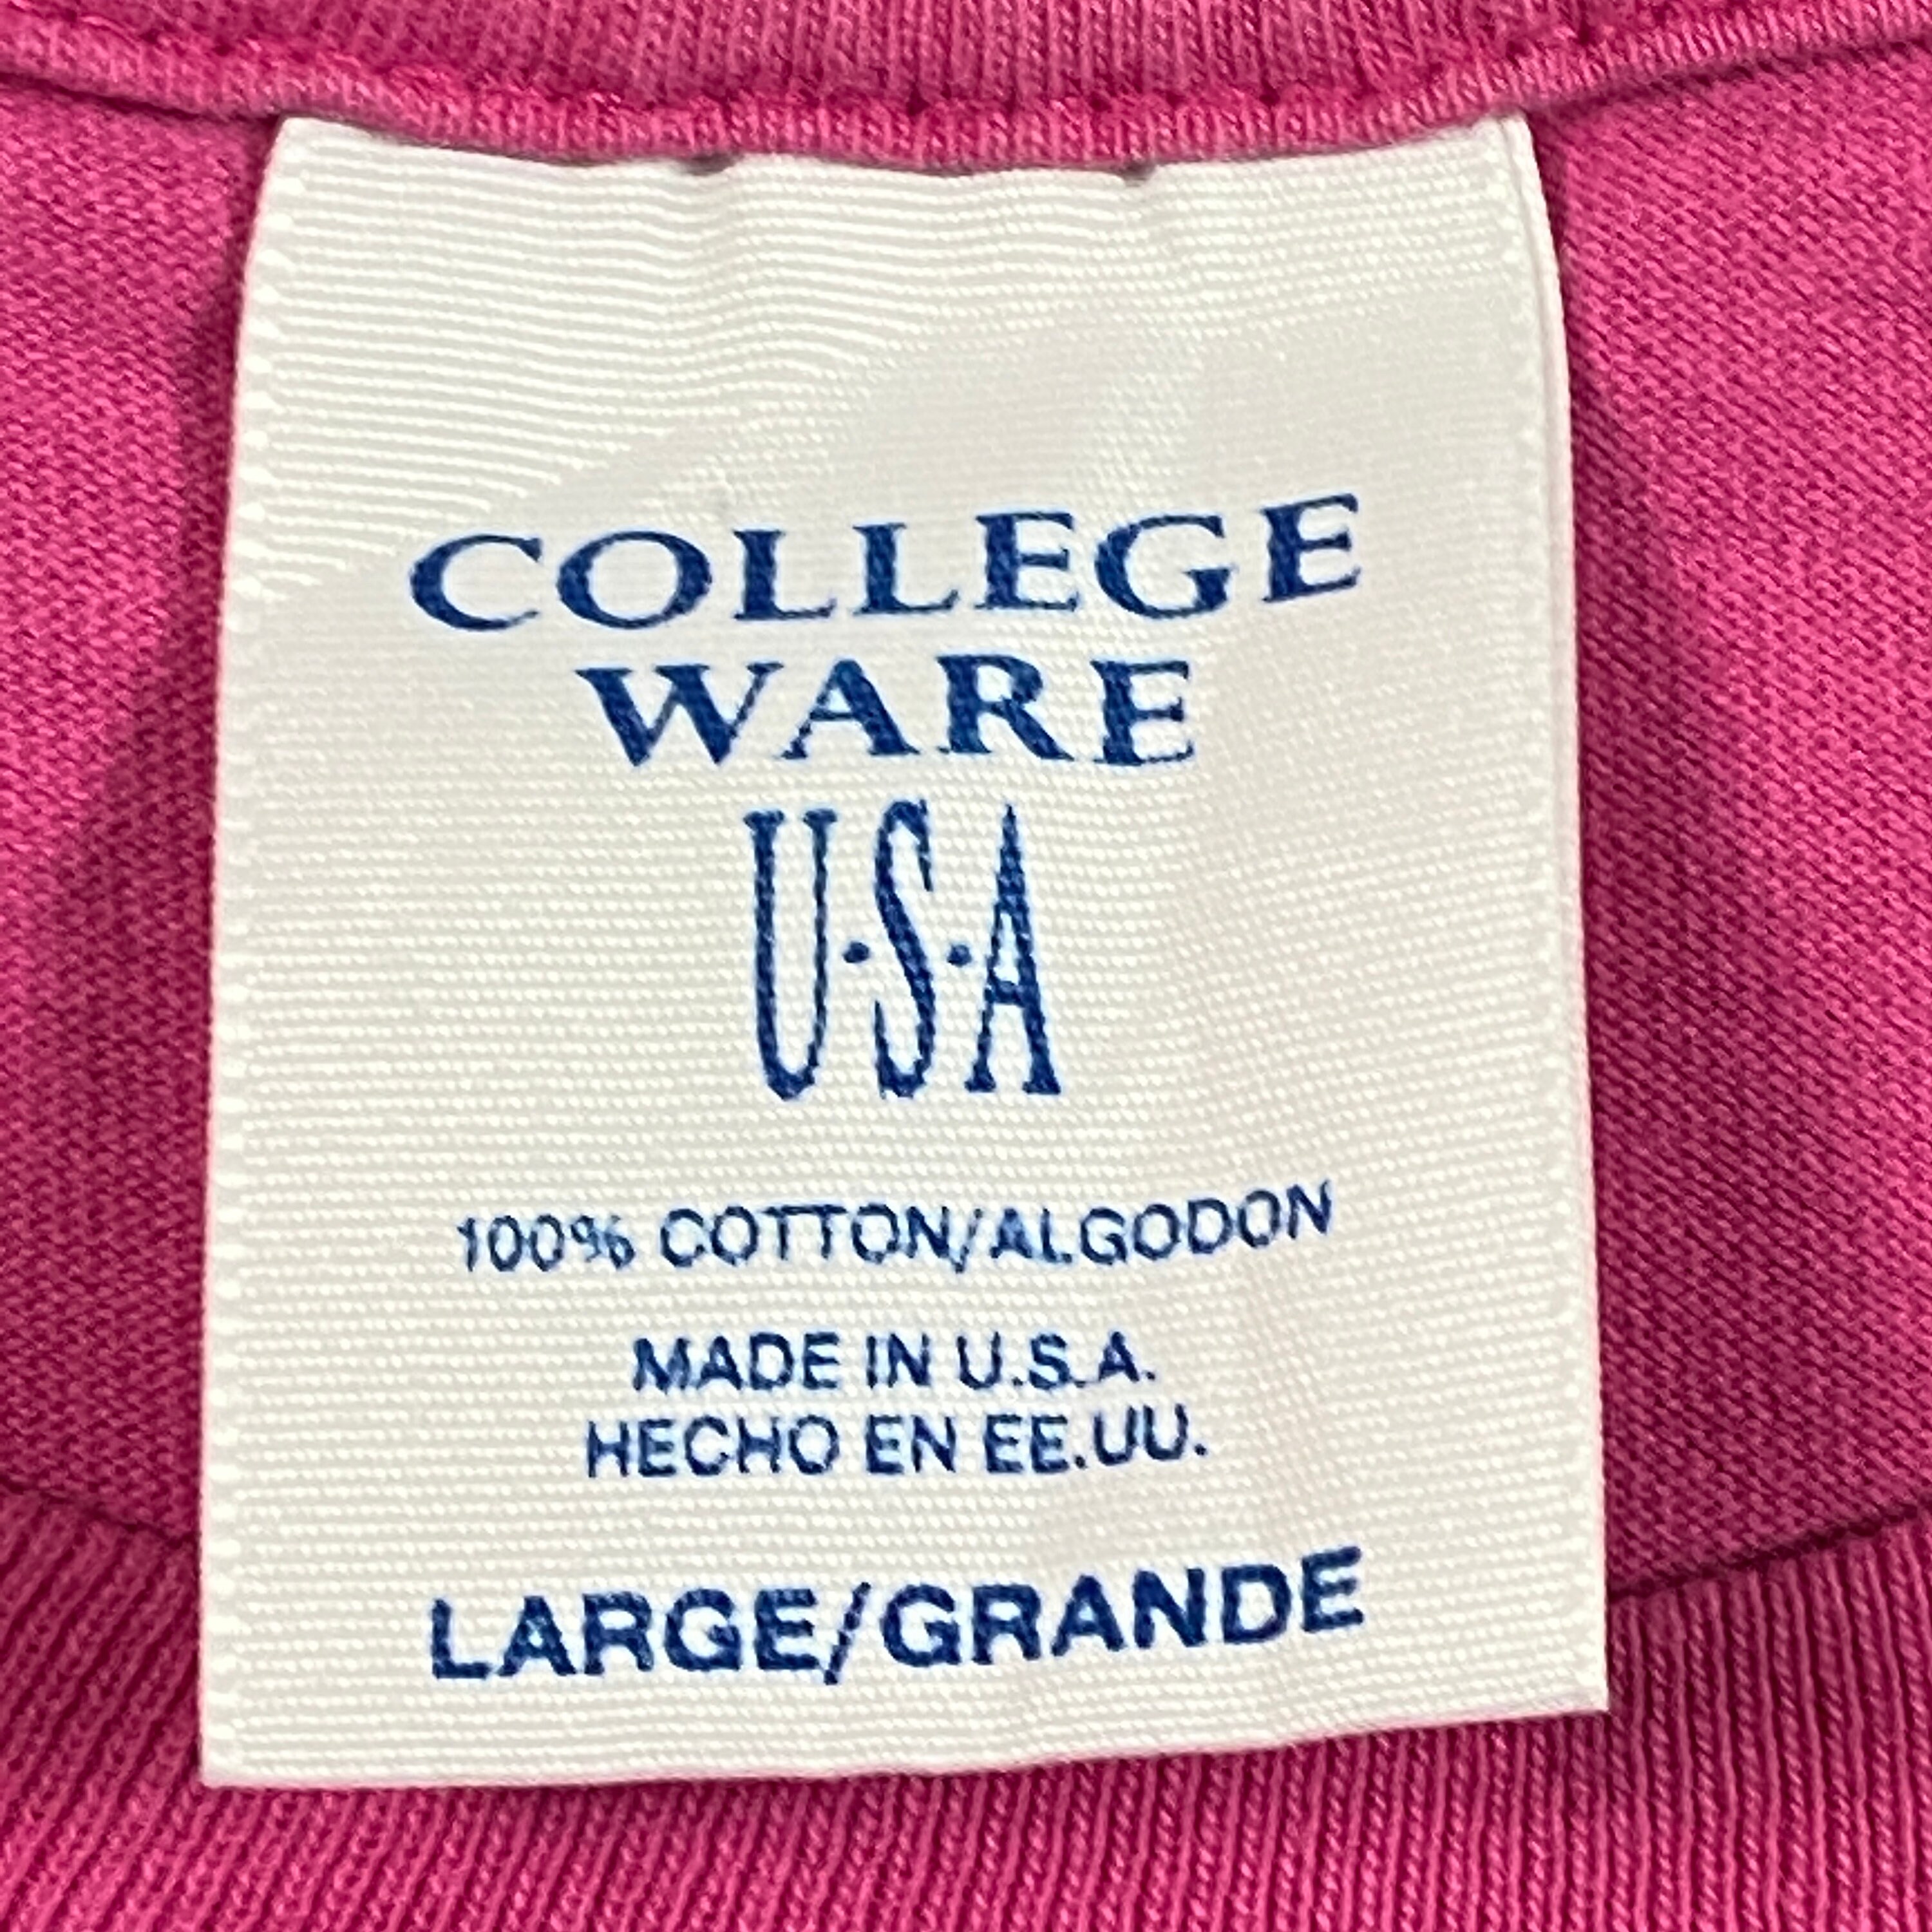 COLLEGE
WARE
U·S·A
100% COTTON/ALGODON
MADE IN U.S.A.
HECHO EN EE.UU.
LARGE/GRANDE